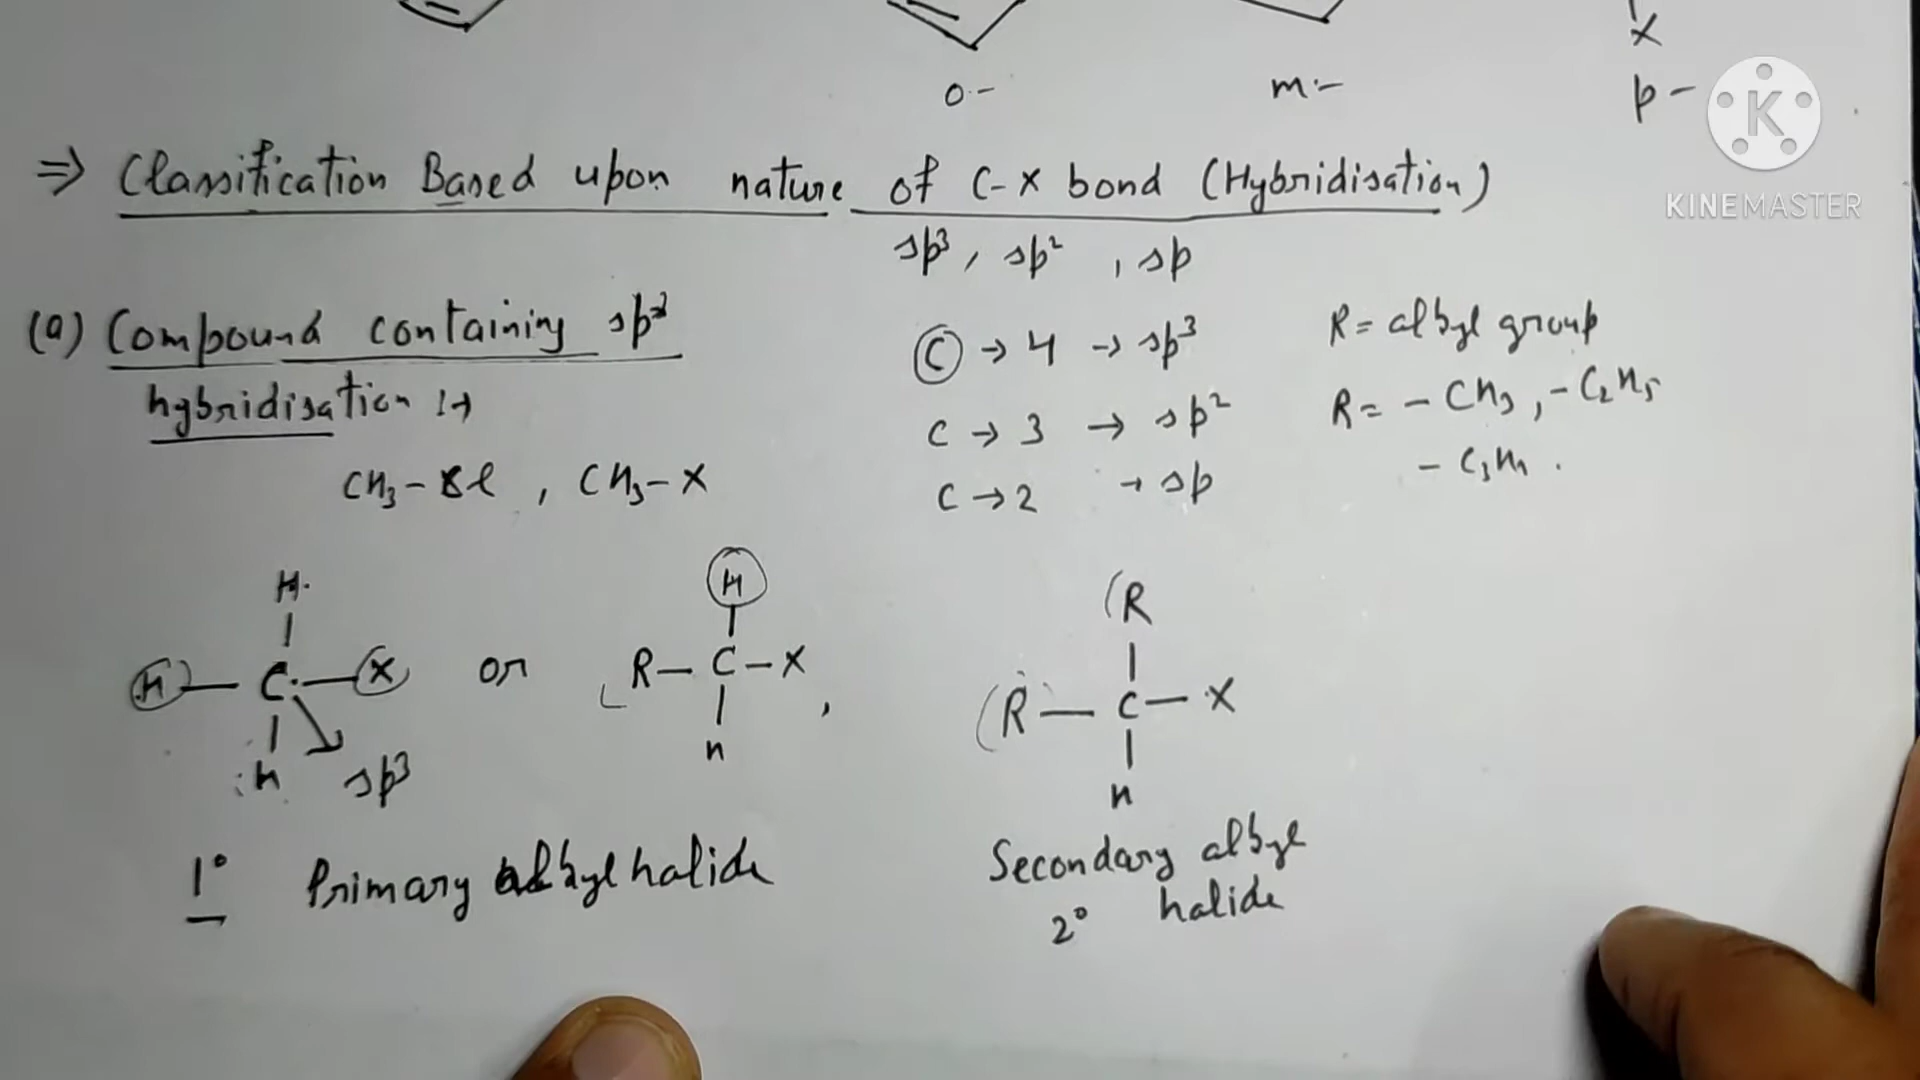 X
o:-
m:-
p-
K
KINEMASTER
⇒ Classification Based upon nature of C-X bond (Hybridisation)
sp³, sp², sp
(a) Compound containing sp³
hybridisation :→
CH₃-Cl, CH₃-X
C → 4 → sp³
C → 3 → sp²
C → 2 → sp
R = alkyl group
R = -CH₃, -C₂H₅
- C₃H₇.
H
H-C-X
H
sp³
or
H
R-C-X,
H
R
R-C-X
H
1° Primary alkyl halide
Secondary alkyl
2° halide